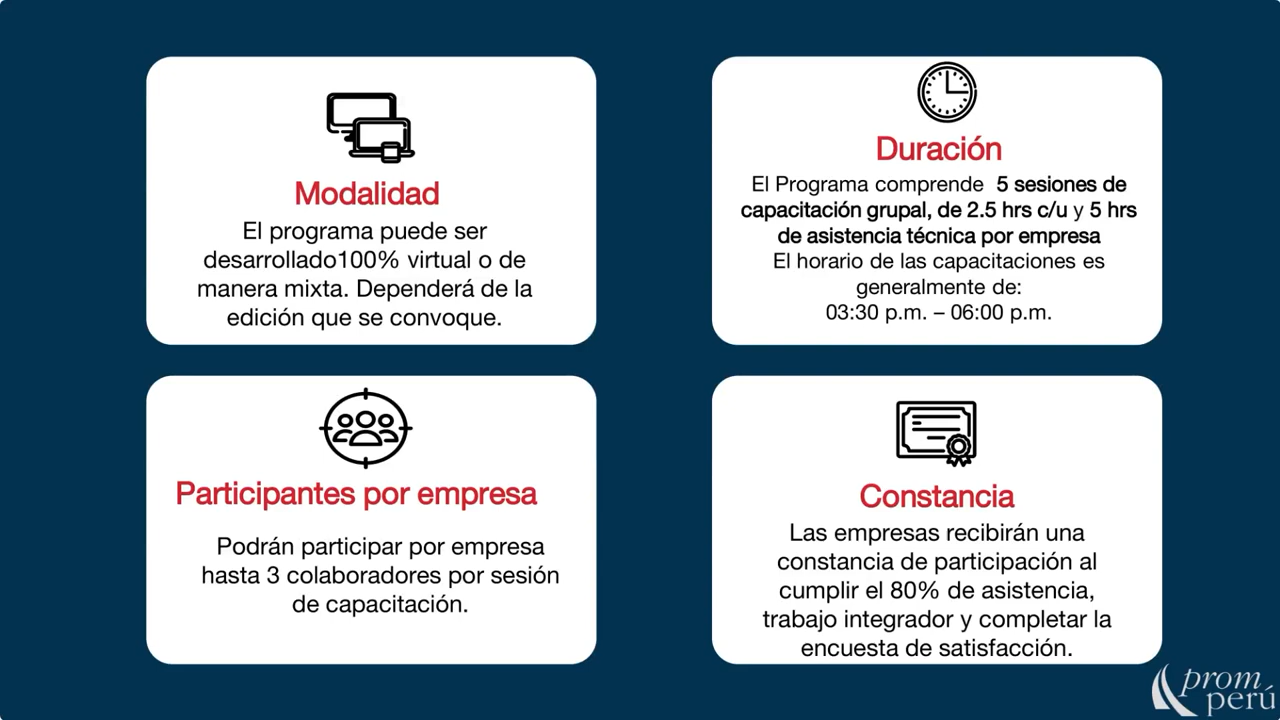 Modalidad
El programa puede ser
desarrollado100% virtual o de
manera mixta. Dependerá de la
edición que se convoque.
Duración
El Programa comprende 5 sesiones de
capacitación grupal, de 2.5 hrs c/u y 5 hrs
de asistencia técnica por empresa
El horario de las capacitaciones es
generalmente de:
03:30 p.m. – 06:00 p.m.
Participantes por empresa
Podrán participar por empresa
hasta 3 colaboradores por sesión
de capacitación.
Constancia
Las empresas recibirán una
constancia de participación al
cumplir el 80% de asistencia,
trabajo integrador y completar la
encuesta de satisfacción.
prom
perú